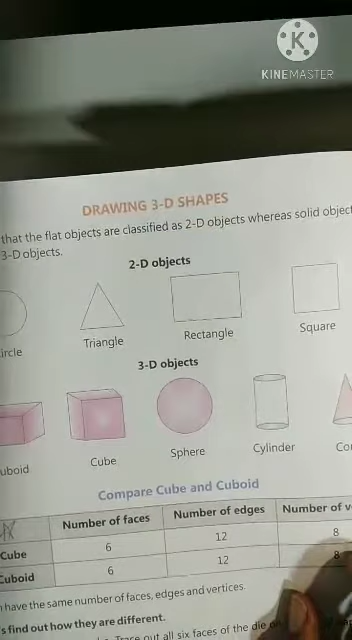 KINEMASTER
DRAWING 3-D SHAPES
that the flat objects are classified as 2-D objects whereas solid object
3-D objects.
2-D objects
ircle Triangle Rectangle Square
3-D objects
uboid Cube Sphere Cylinder Co
Compare Cube and Cuboid
Number of faces Number of edges Number of v
Cube 6 12 8
Cuboid 6 12 8
have the same number of faces, edges and vertices.
's find out how they are different.
Trace out all six faces of the die